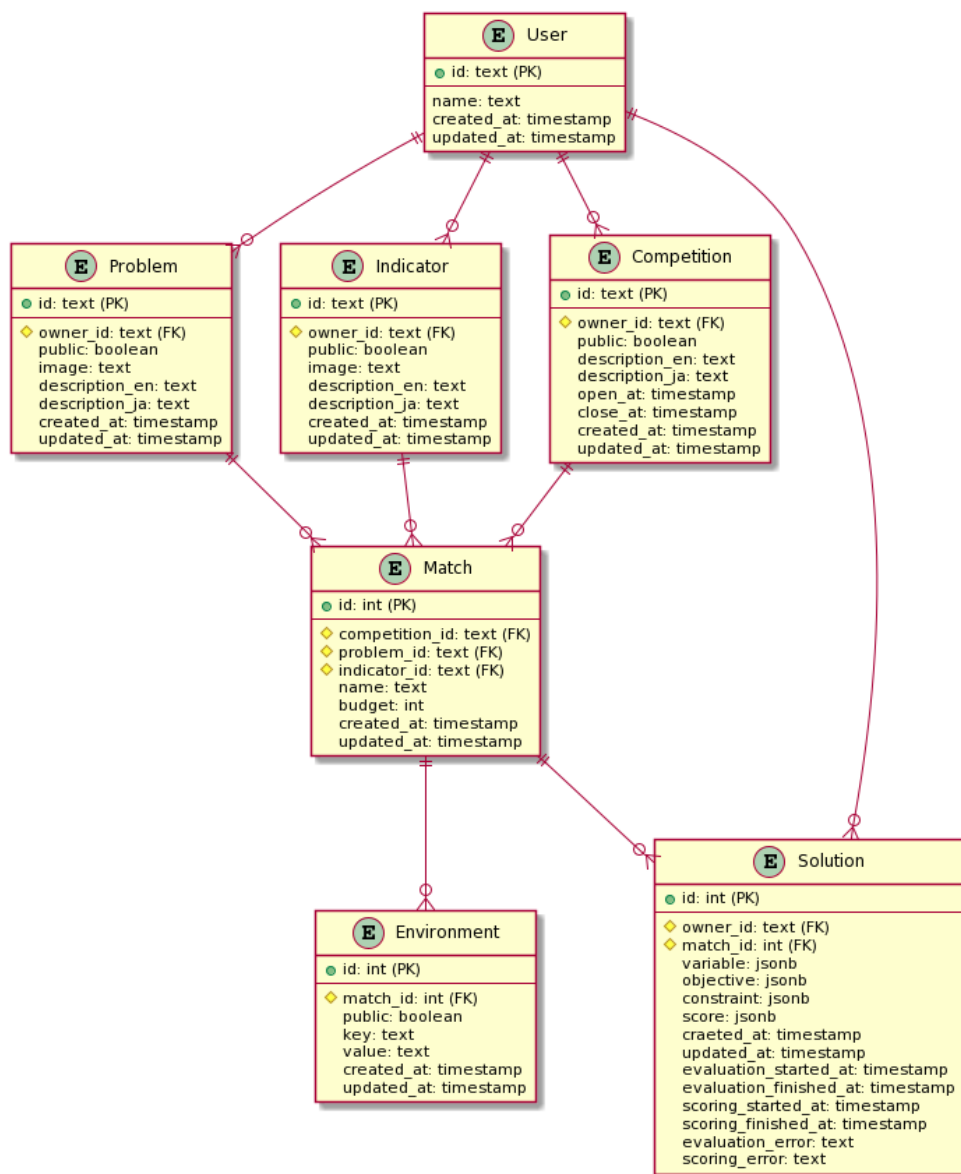 E User
id: text (PK)
name: text
created_at: timestamp
updated_at: timestamp
E Problem
id: text (PK)
owner_id: text (FK)
public: boolean
image: text
description_en: text
description_ja: text
created_at: timestamp
updated_at: timestamp
E Indicator
id: text (PK)
owner_id: text (FK)
public: boolean
image: text
description_en: text
description_ja: text
created_at: timestamp
updated_at: timestamp
E Competition
id: text (PK)
owner_id: text (FK)
public: boolean
description_en: text
description_ja: text
open_at: timestamp
close_at: timestamp
created_at: timestamp
updated_at: timestamp
E Match
id: int (PK)
competition_id: text (FK)
problem_id: text (FK)
indicator_id: text (FK)
name: text
budget: int
created_at: timestamp
updated_at: timestamp
E Environment
id: int (PK)
match_id: int (FK)
public: boolean
key: text
value: text
created_at: timestamp
updated_at: timestamp
E Solution
id: int (PK)
owner_id: text (FK)
match_id: int (FK)
variable: jsonb
objective: jsonb
constraint: jsonb
score: jsonb
craeted_at: timestamp
updated_at: timestamp
evaluation_started_at: timestamp
evaluation_finished_at: timestamp
scoring_started_at: timestamp
scoring_finished_at: timestamp
evaluation_error: text
scoring_error: text